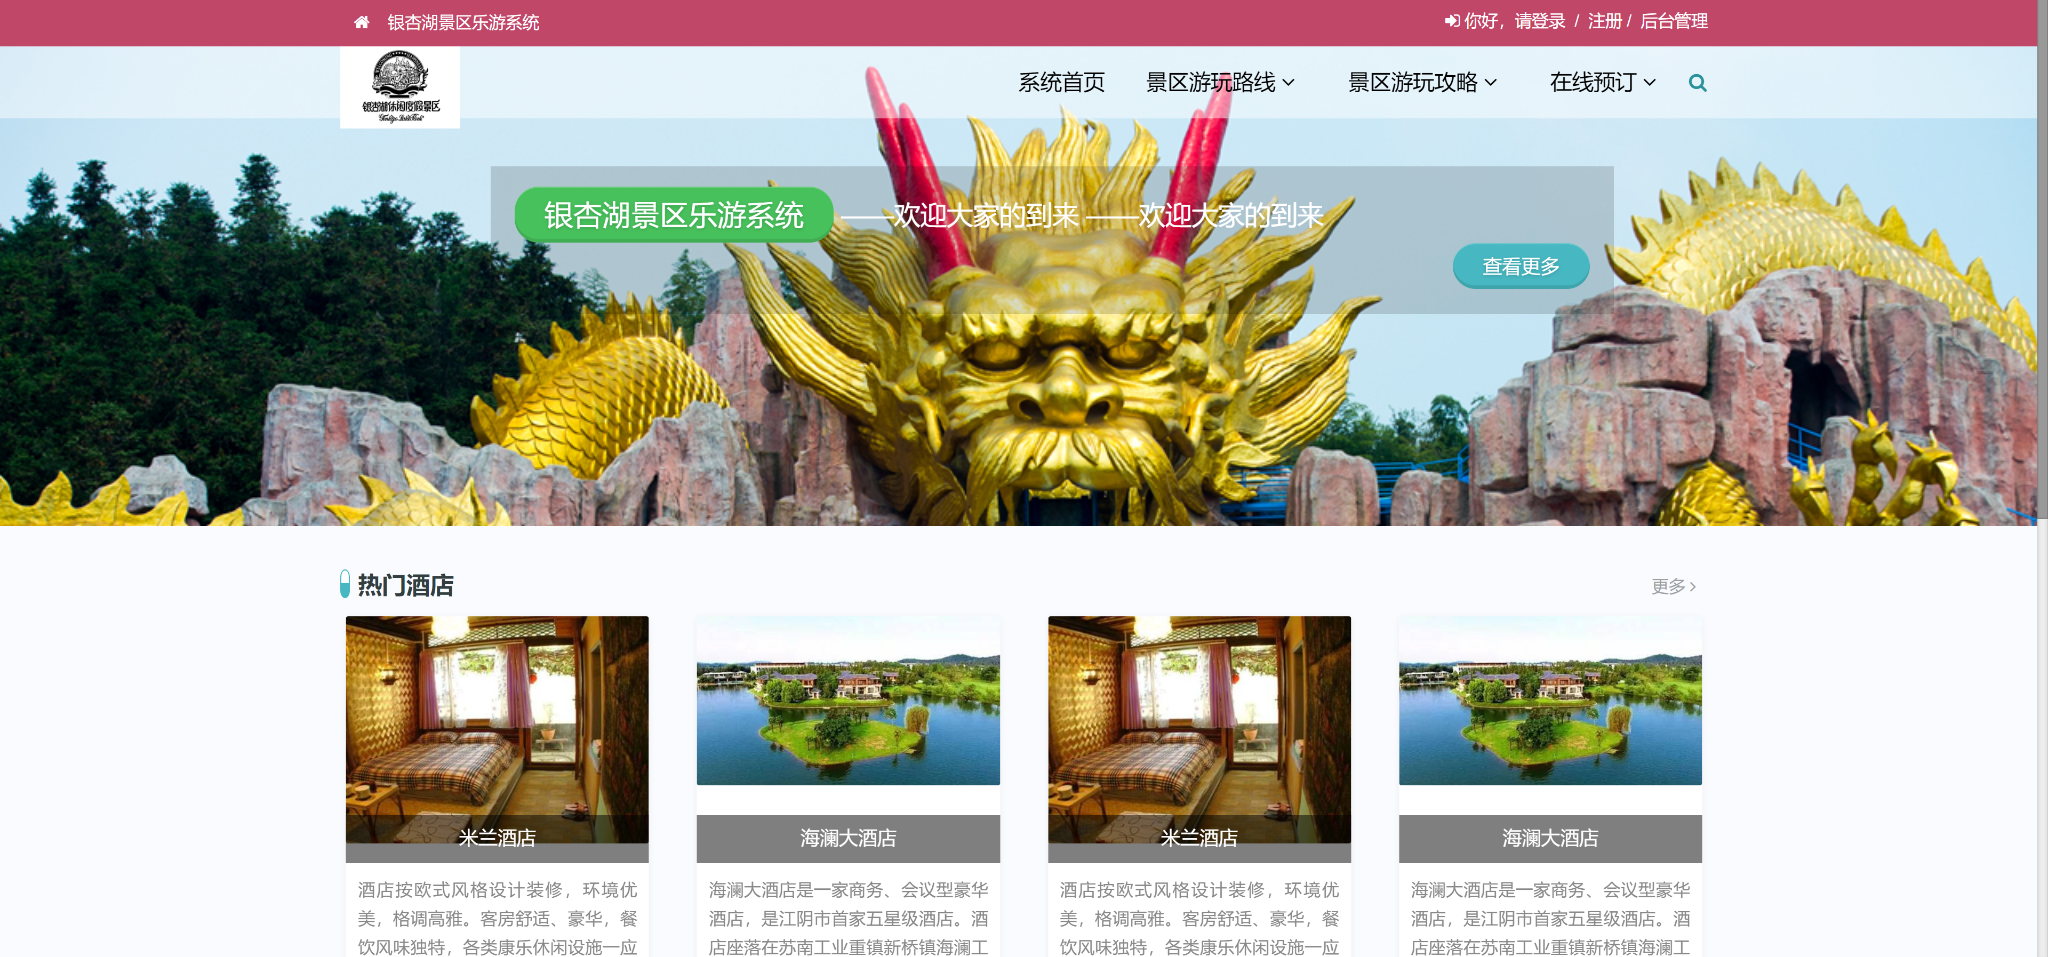 银杏湖景区乐游系统
你好，请登录 / 注册 / 后台管理
银杏湖休闲度假景区
系统首页 景区游玩路线 景区游玩攻略 在线预订
银杏湖景区乐游系统 ——欢迎大家的到来 ——欢迎大家的到来
查看更多
热门酒店
更多
米兰酒店
酒店按欧式风格设计装修，环境优
美，格调高雅。客房舒适、豪华，餐
饮风味独特，各类康乐休闲设施一应
海澜大酒店
海澜大酒店是一家商务、会议型豪华
酒店，是江阴市首家五星级酒店。酒
店座落在苏南工业重镇新桥镇海澜工
米兰酒店
酒店按欧式风格设计装修，环境优
美，格调高雅。客房舒适、豪华，餐
饮风味独特，各类康乐休闲设施一应
海澜大酒店
海澜大酒店是一家商务、会议型豪华
酒店，是江阴市首家五星级酒店。酒
店座落在苏南工业重镇新桥镇海澜工